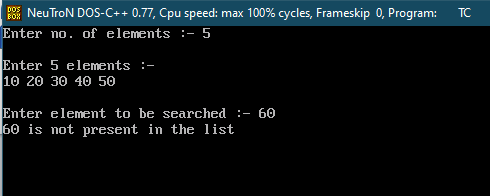 DOS BOX
NeuTroN DOS-C++ 0.77, Cpu speed: max 100% cycles, Frameskip 0, Program: TC
Enter no. of elements :- 5
Enter 5 elements :-
10 20 30 40 50
Enter element to be searched :- 60
60 is not present in the list